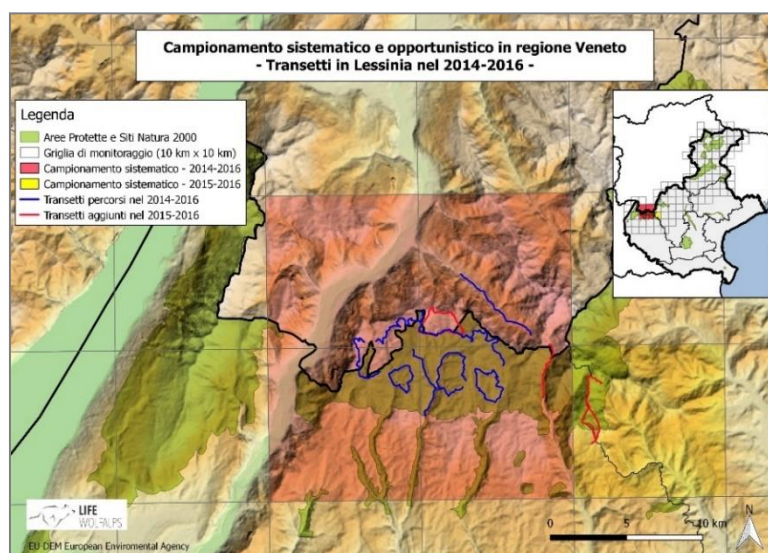 Campionamento sistematico e opportunistico in regione Veneto
- Transetti in Lessinia nel 2014-2016 -
Legenda
Aree Protette e Siti Natura 2000
Griglia di monitoraggio (10 km x 10 km)
Campionamento sistematico - 2014-2016
Campionamento sistematico - 2015-2016
Transetti percorsi nel 2014-2016
Transetti aggiunti nel 2015-2016
LIFE
WOLFALPS
EU-DEM European Enviromental Agency
0 5 10 km
N